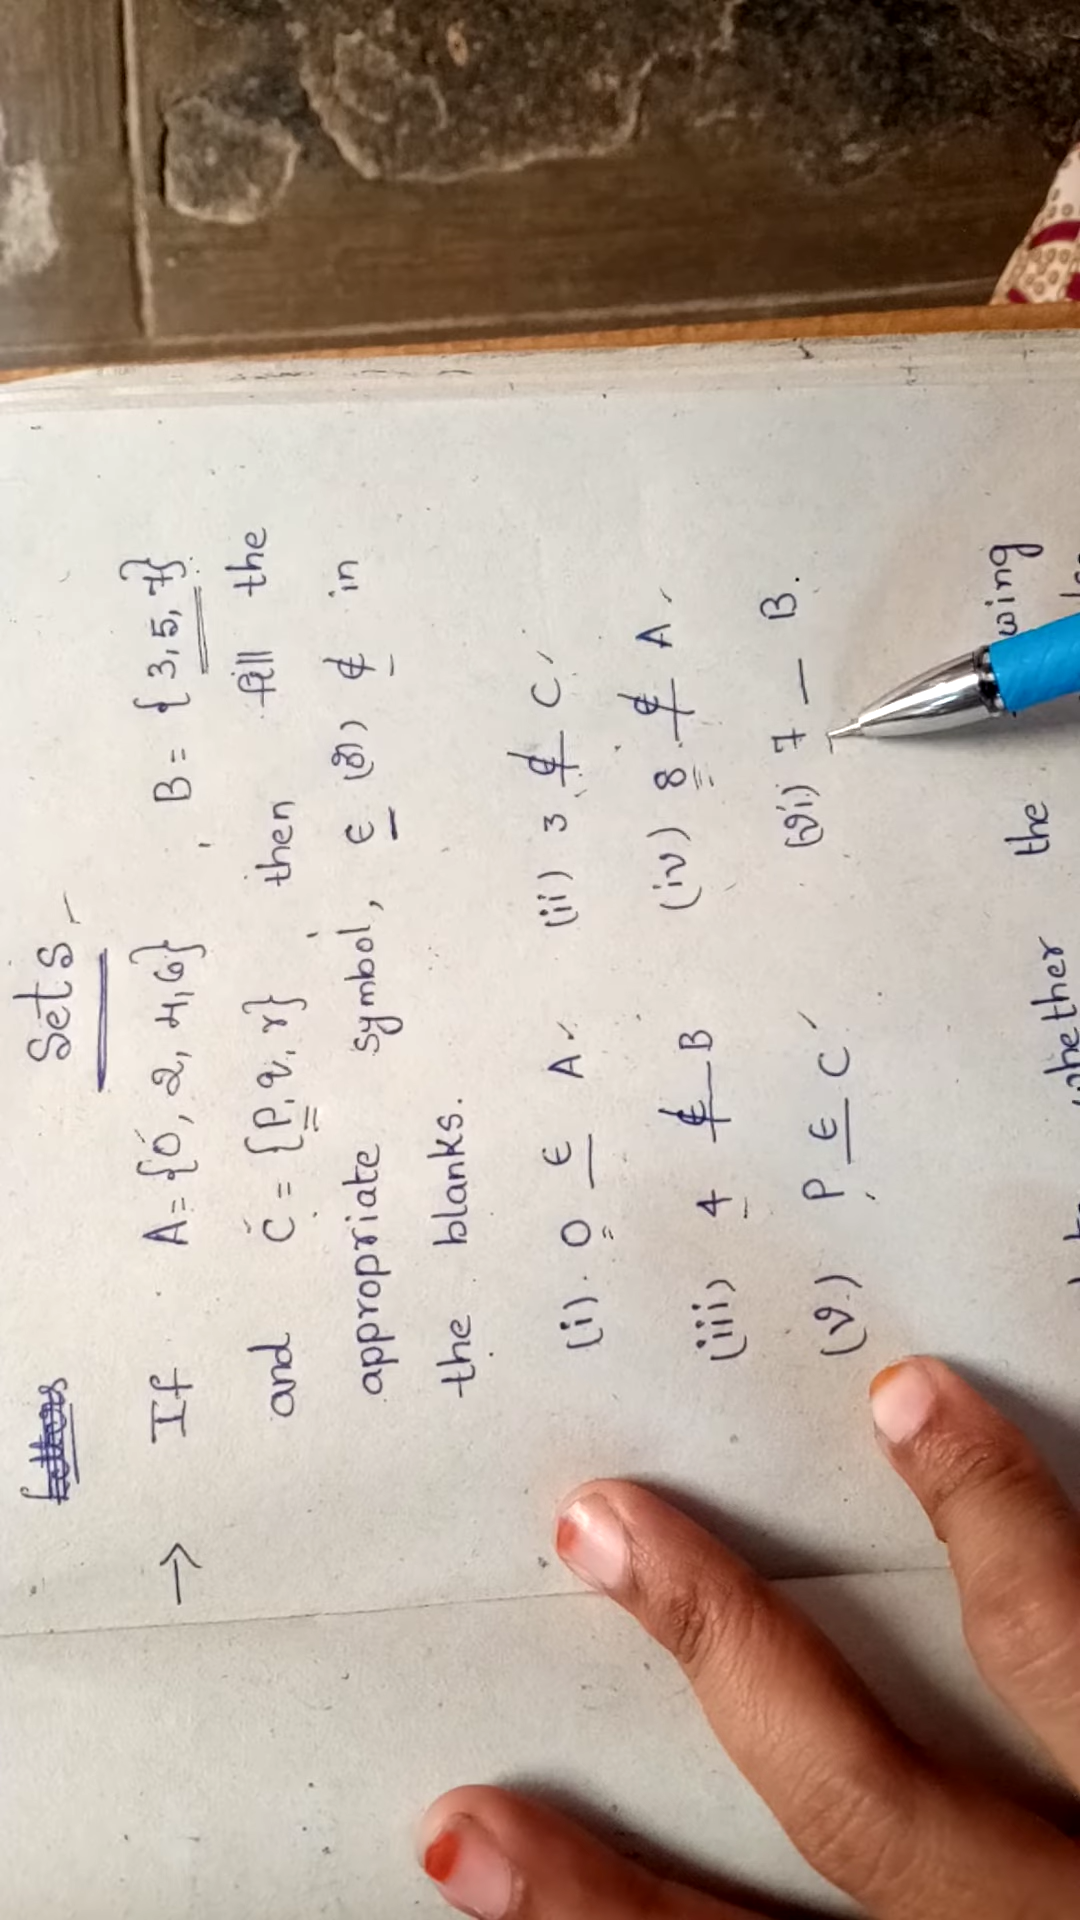 Sets
→ If A = {0, 2, 4, 6}, B = {3, 5, 7}
and C = {p, q, r} then fill the
appropriate symbol, ∈ (or) ∉ in
the blanks.
(i). 0 ∈ A (ii) 3 ∉ C
(iii) 4 ∉ B (iv) 8 ∉ A
(v) p ∈ C (vi) 7 _ B.
whether the